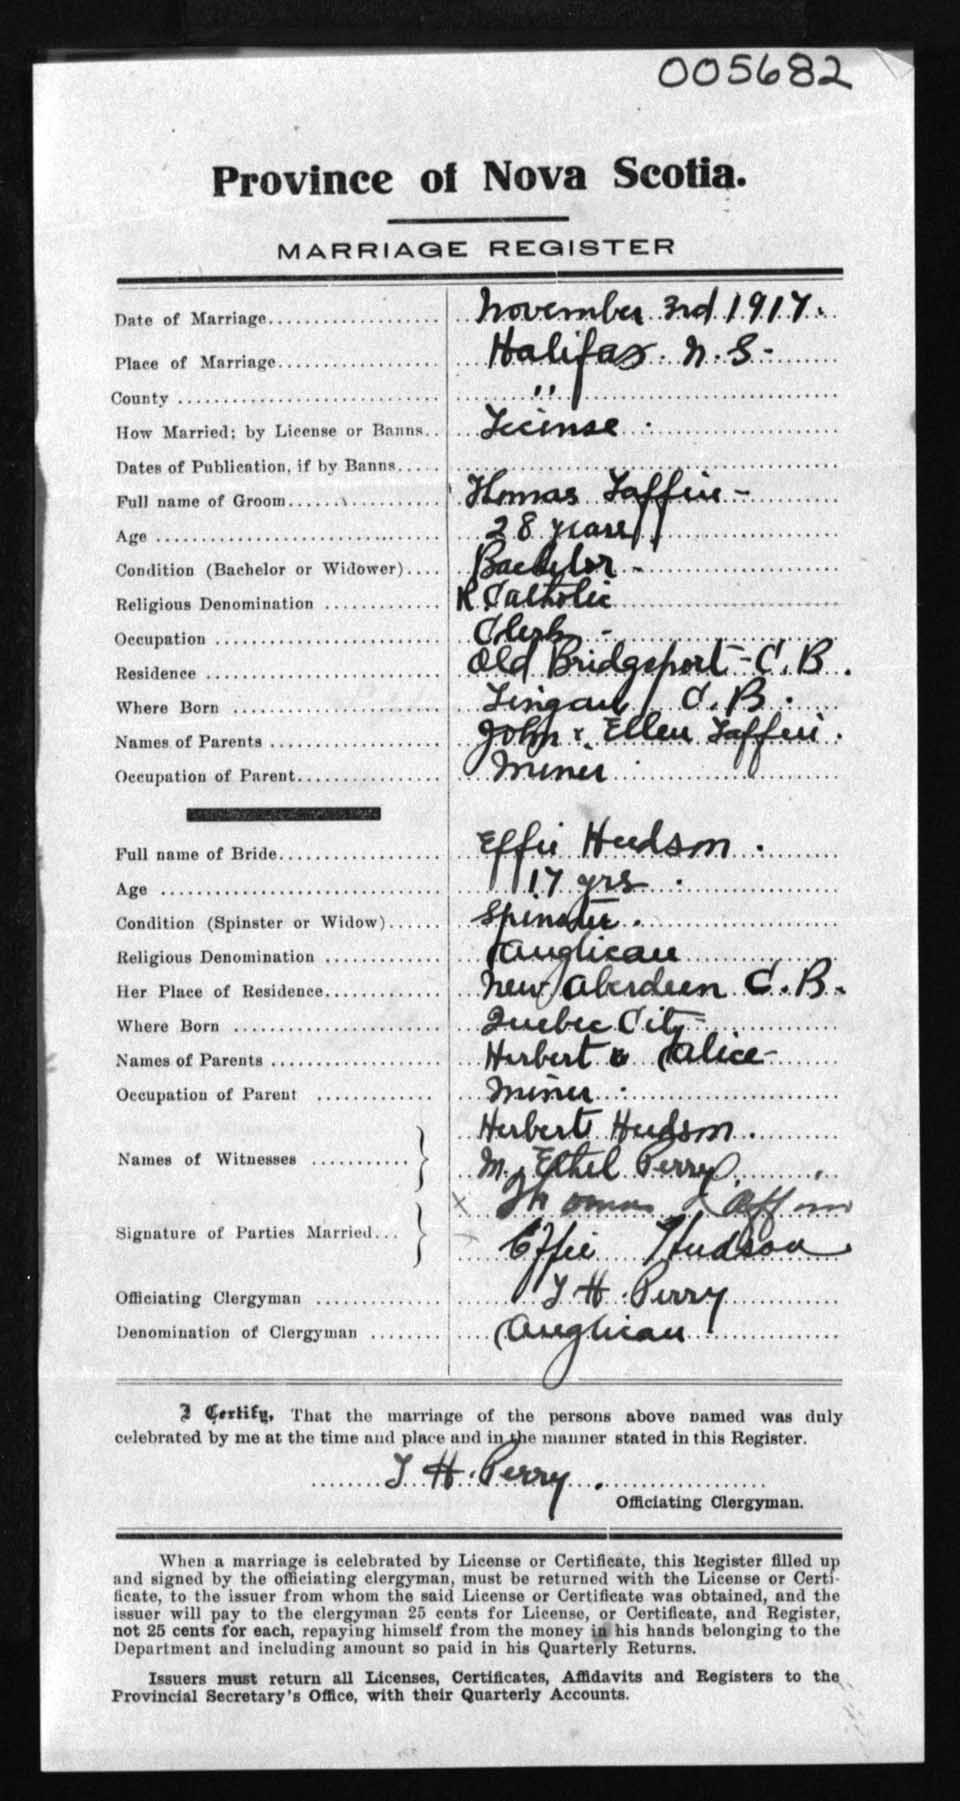 005682
Province of Nova Scotia.
MARRIAGE REGISTER
Date of Marriage November 3rd 1917.
Place of Marriage Halifax. N. S -
County "
How Married; by License or Banns License
Dates of Publication, if by Banns
Full name of Groom Thomas Laffin -
Age 28 years
Condition (Bachelor or Widower) Bachelor -
Religious Denomination R Catholic
Occupation Clerk -
Residence Old Bridgeport - C. B.
Where Born Lingan, C. B.
Names of Parents John & Ellen Laffin.
Occupation of Parent Miner
Full name of Bride Effie Hudson.
Age 17 yrs.
Condition (Spinster or Widow) Spinster.
Religious Denomination Anglican
Her Place of Residence New Aberdeen C. B.
Where Born Quebec City -
Names of Parents Herbert & Alice -
Occupation of Parent Miner
Herbert Hudson.
Names of Witnesses M. Ethel Perry.
x Thomas Laffin
Signature of Parties Married x Effie Hudson
Officiating Clergyman T H. Perry
Denomination of Clergyman Anglican
I Certify, That the marriage of the persons above named was duly
celebrated by me at the time and place and in the manner stated in this Register.
T H. Perry.
Officiating Clergyman.
When a marriage is celebrated by License or Certificate, this Register filled up
and signed by the officiating clergyman, must be returned with the License or Certi-
ficate, to the issuer from whom the said License or Certificate was obtained, and the
issuer will pay to the clergyman 25 cents for License, or Certificate, and Register,
not 25 cents for each, repaying himself from the money in his hands belonging to the
Department and including amount so paid in his Quarterly Returns.
Issuers must return all Licenses, Certificates, Affidavits and Registers to the
Provincial Secretary's Office, with their Quarterly Accounts.